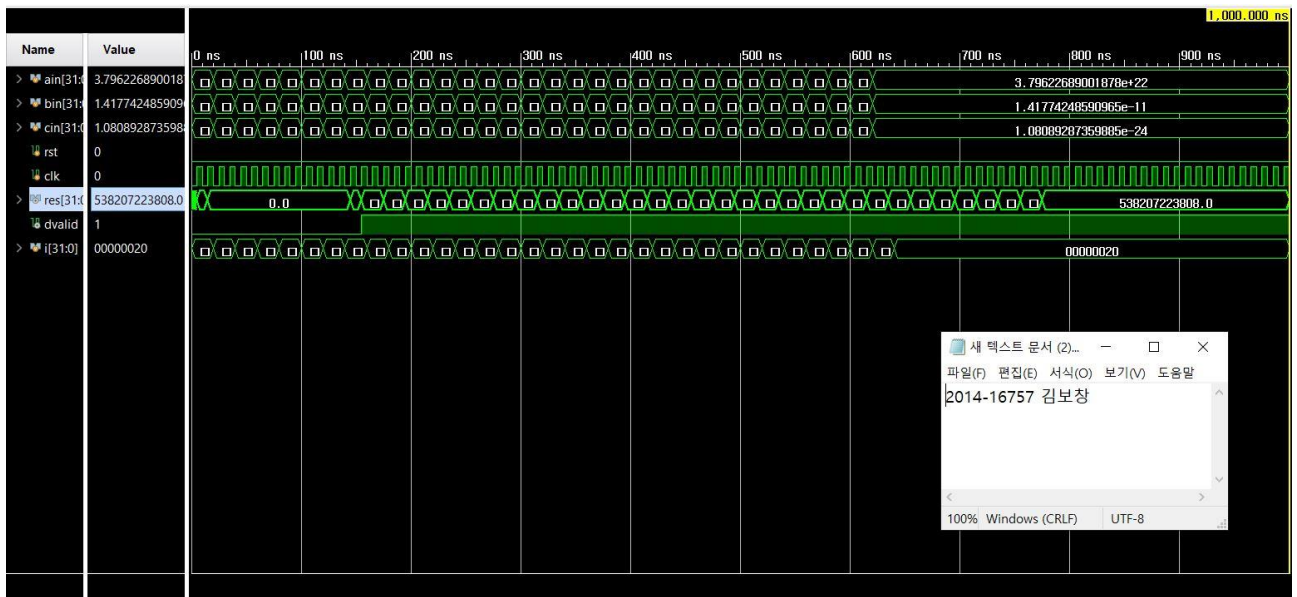 1,000.000 ns
Name Value
0 ns 100 ns 200 ns 300 ns 400 ns 500 ns 600 ns 700 ns 800 ns 900 ns
ain[31:0 3.796226890018 3.79622689001878e+22
bin[31:0 1.417742485909 1.41774248590965e-11
cin[31:0 1.080892873598 1.08089287359885e-24
rst 0
clk 0
res[31:0 538207223808.0 0.0 538207223808.0
dvalid 1
i[31:0] 00000020 00000020
새 텍스트 문서 (2)...
파일(F) 편집(E) 서식(O) 보기(V) 도움말
2014-16757 김보창
100% Windows (CRLF) UTF-8